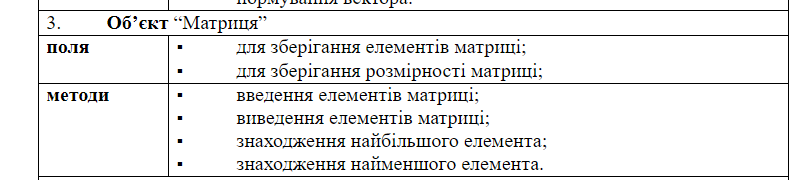 нормування вектора.
3. Об’єкт “Матриця”
поля ▪ для зберігання елементів матриці;
▪ для зберігання розмірності матриці;
методи ▪ введення елементів матриці;
▪ виведення елементів матриці;
▪ знаходження найбільшого елемента;
▪ знаходження найменшого елемента.